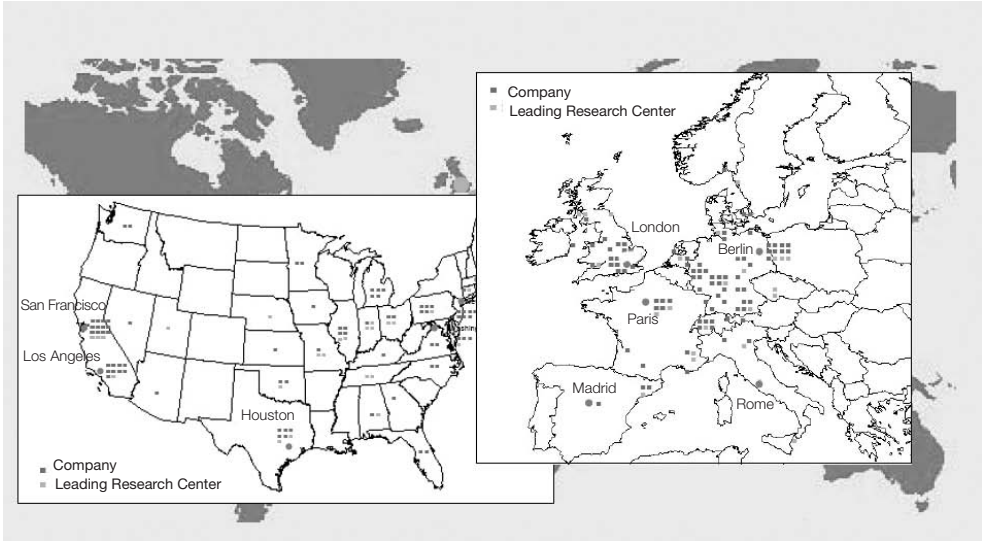 Company
Leading Research Center
London
Berlin
Paris
Madrid
Rome
San Francisco
Los Angeles
Houston
Company
Leading Research Center